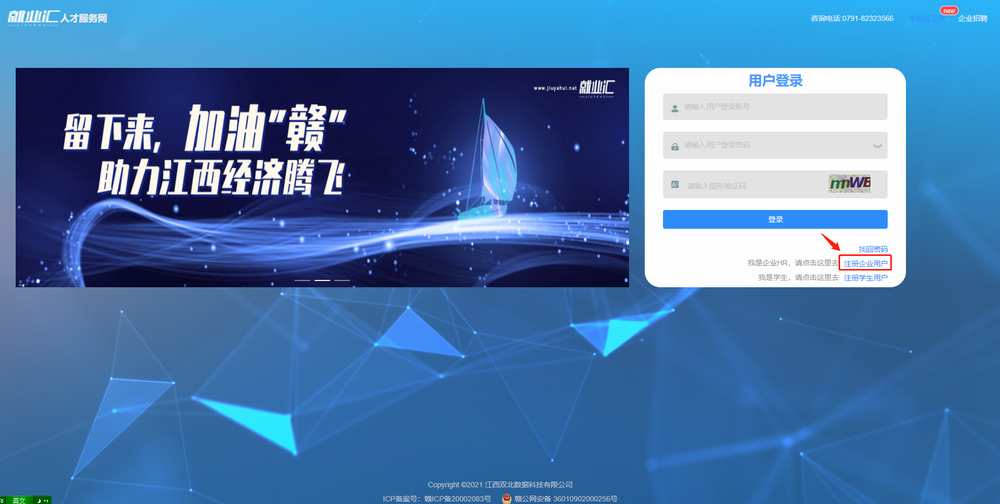 就业汇人才服务网
JIUYEHUI
咨询电话:0791-82323566
求职找工作
new
企业招聘
www.jiuyehui.net 就业汇
JIUYEHUI
留下来，加油"赣"
助力江西经济腾飞
用户登录
请输入用户登录账号
请输入用户登录密码
请输入图形验证码
登录
找回密码
我是企业HR，请点击这里去 注册企业用户
我是学生，请点击这里去 注册学生用户
Copyright ©2021 江西双北数据科技有限公司
ICP备案号：赣ICP备20002083号 赣公网安备 36010902000256号
英文